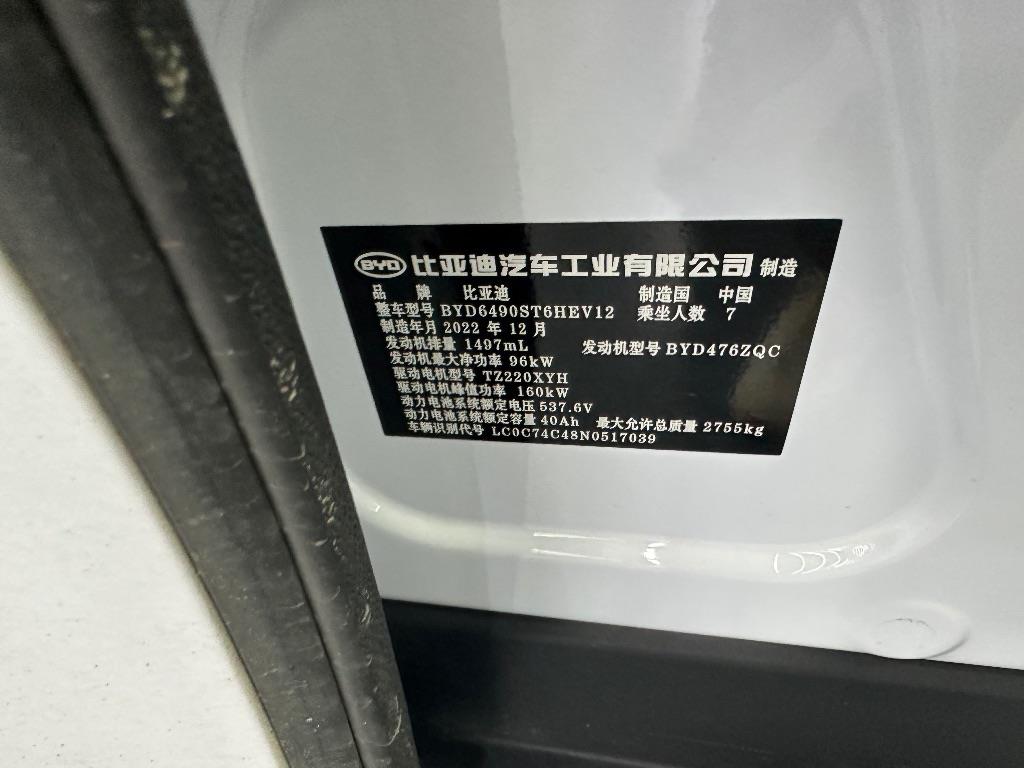 BYD 比亚迪汽车工业有限公司 制造
品牌 比亚迪 制造国 中国
整车型号 BYD6490ST6HEV12 乘坐人数 7
制造年月 2022 年 12 月
发动机排量 1497mL 发动机型号 BYD476ZQC
发动机最大净功率 96kW
驱动电机型号 TZ220XYH
驱动电机峰值功率 160kW
动力电池系统额定电压 537.6V
动力电池系统额定容量 40Ah 最大允许总质量 2755kg
车辆识别代号 LC0C74C48N0517039